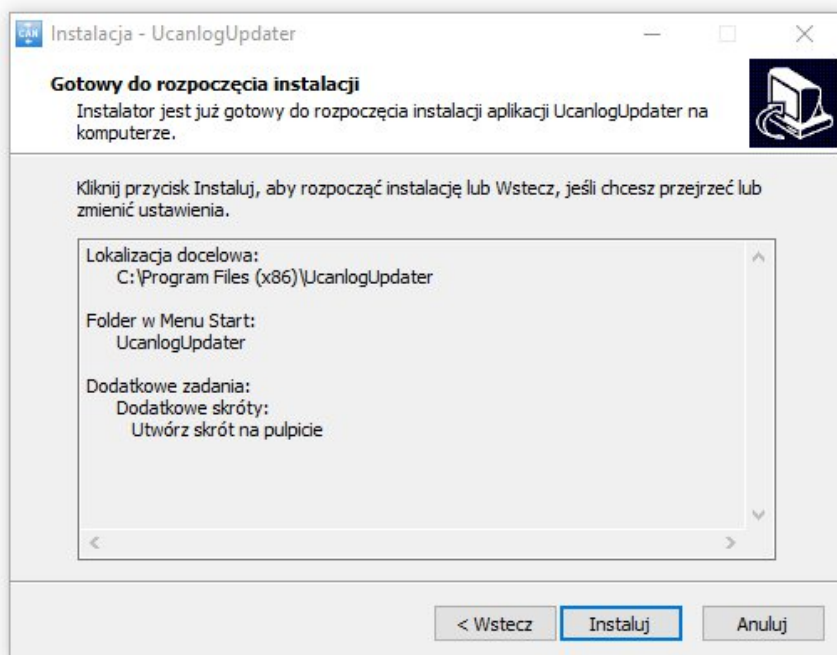 CAN
Instalacja - UcanlogUpdater
Gotowy do rozpoczęcia instalacji
Instalator jest już gotowy do rozpoczęcia instalacji aplikacji UcanlogUpdater na
komputerze.
Kliknij przycisk Instaluj, aby rozpocząć instalację lub Wstecz, jeśli chcesz przejrzeć lub
zmienić ustawienia.
Lokalizacja docelowa:
C:\Program Files (x86)\UcanlogUpdater
Folder w Menu Start:
UcanlogUpdater
Dodatkowe zadania:
Dodatkowe skróty:
Utwórz skrót na pulpicie
< Wstecz
Instaluj
Anuluj